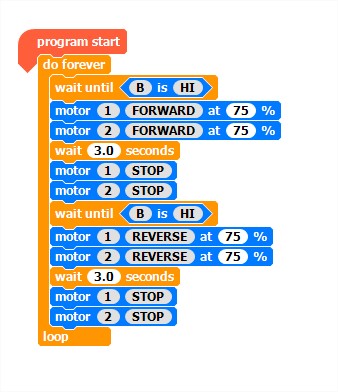 program start
do forever
wait until B is HI
motor 1 FORWARD at 75 %
motor 2 FORWARD at 75 %
wait 3.0 seconds
motor 1 STOP
motor 2 STOP
wait until B is HI
motor 1 REVERSE at 75 %
motor 2 REVERSE at 75 %
wait 3.0 seconds
motor 1 STOP
motor 2 STOP
loop